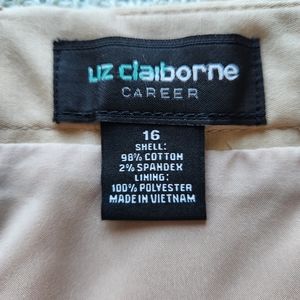 liz claiborne
CAREER
16
SHELL:
98% COTTON
2% SPANDEX
LINING:
100% POLYESTER
MADE IN VIETNAM